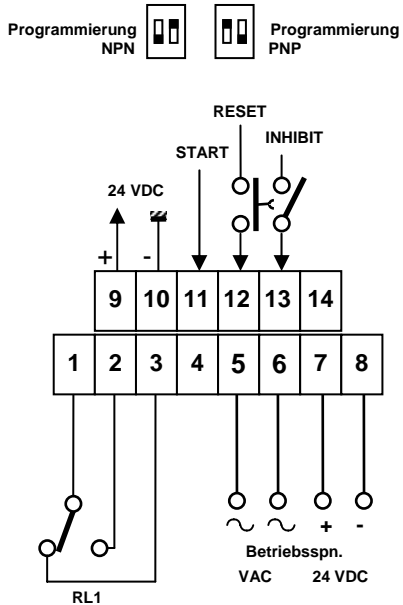 Programmierung NPN
Programmierung PNP
RESET
INHIBIT
START
24 VDC
+ -
9 10 11 12 13 14
1 2 3 4 5 6 7 8
+ -
Betriebsspn.
VAC 24 VDC
RL1